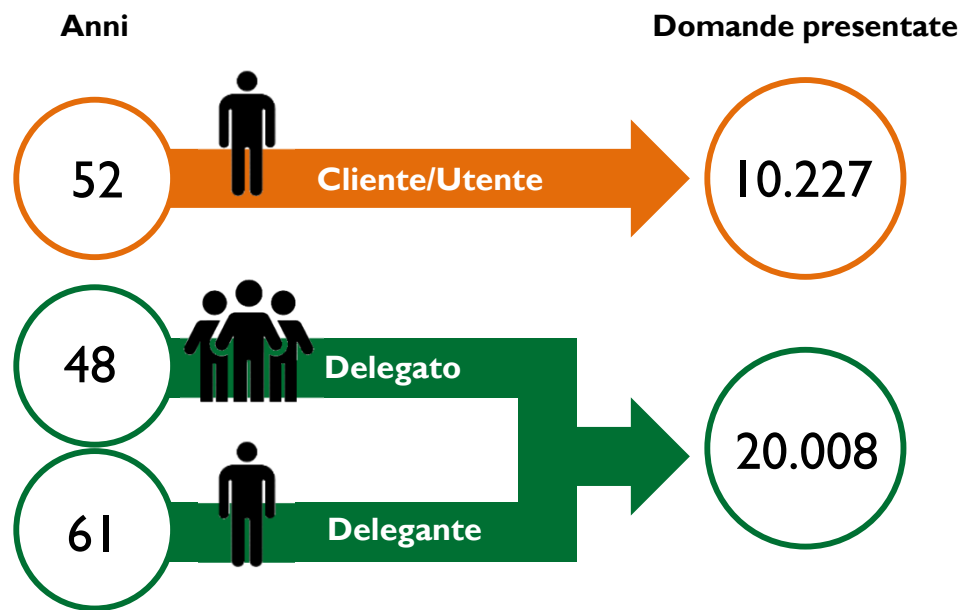 Anni
Domande presentate
52
Cliente/Utente
10.227
48
Delegato
20.008
61
Delegante